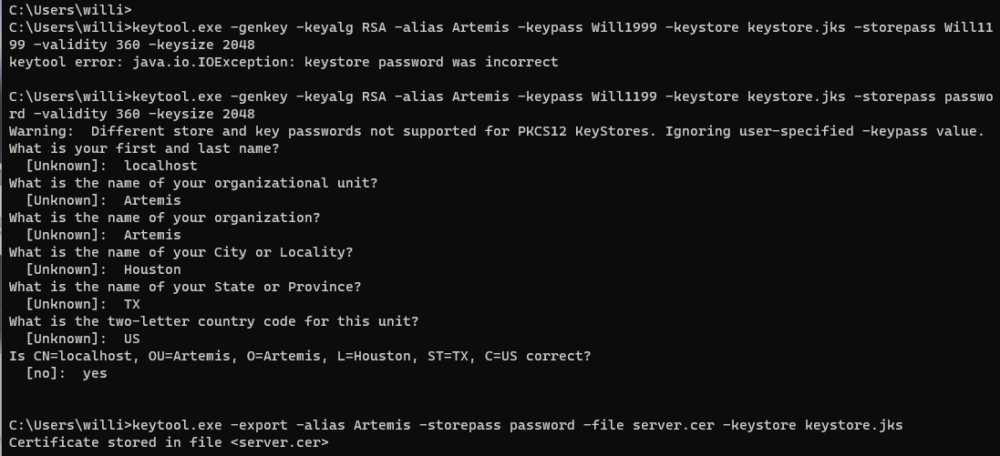 C:\Users\willi>
C:\Users\willi>keytool.exe -genkey -keyalg RSA -alias Artemis -keypass Will1999 -keystore keystore.jks -storepass Will11
99 -validity 360 -keysize 2048
keytool error: java.io.IOException: keystore password was incorrect
C:\Users\willi>keytool.exe -genkey -keyalg RSA -alias Artemis -keypass Will1199 -keystore keystore.jks -storepass passwo
rd -validity 360 -keysize 2048
Warning:  Different store and key passwords not supported for PKCS12 KeyStores. Ignoring user-specified -keypass value.
What is your first and last name?
  [Unknown]:  localhost
What is the name of your organizational unit?
  [Unknown]:  Artemis
What is the name of your organization?
  [Unknown]:  Artemis
What is the name of your City or Locality?
  [Unknown]:  Houston
What is the name of your State or Province?
  [Unknown]:  TX
What is the two-letter country code for this unit?
  [Unknown]:  US
Is CN=localhost, OU=Artemis, O=Artemis, L=Houston, ST=TX, C=US correct?
  [no]:  yes
C:\Users\willi>keytool.exe -export -alias Artemis -storepass password -file server.cer -keystore keystore.jks
Certificate stored in file <server.cer>